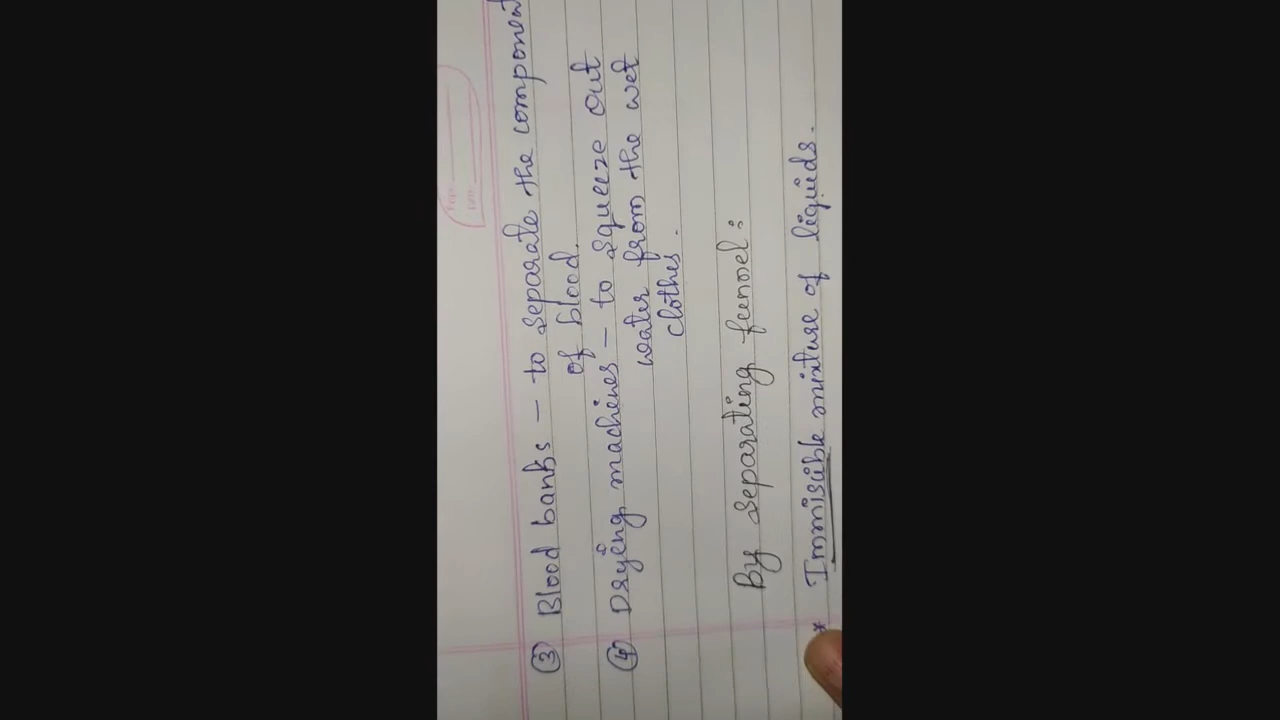 ③ Blood banks - to separate the component
of blood.
④ Drying machines - to squeeze out
water from the wet
clothes.
By separating funnel:
* Immiscible mixture of liquids.